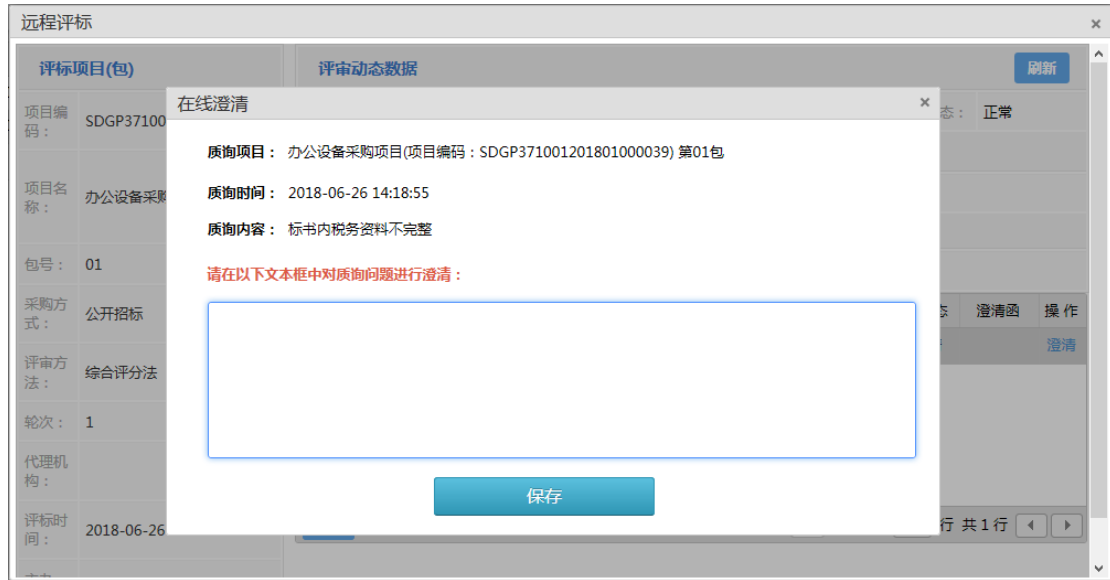 远程评标
评标项目(包)
评审动态数据
刷新
项目编码：
SDGP37100
态：
正常
项目名称：
办公设备采购
包号：
01
采购方式：
公开招标
评审方法：
综合评分法
轮次：
1
代理机构：
评标时间：
2018-06-26
在线澄清
质询项目： 办公设备采购项目(项目编码：SDGP371001201801000039) 第01包
质询时间： 2018-06-26 14:18:55
质询内容： 标书内税务资料不完整
请在以下文本框中对质询问题进行澄清：
保存
澄清函
操作
澄清
行 共1行